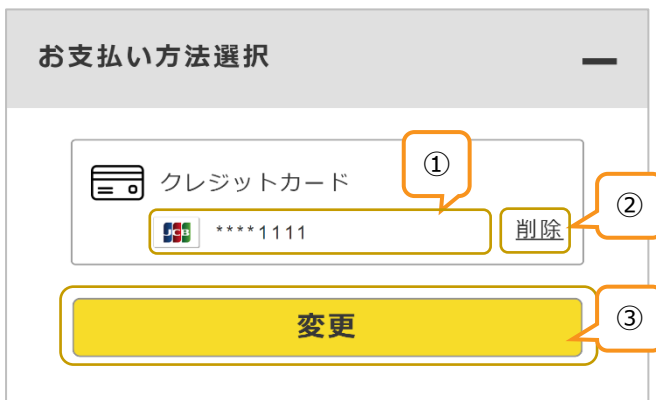 お支払い方法選択
①
クレジットカード
②
JCB ****1111 削除
③
変更